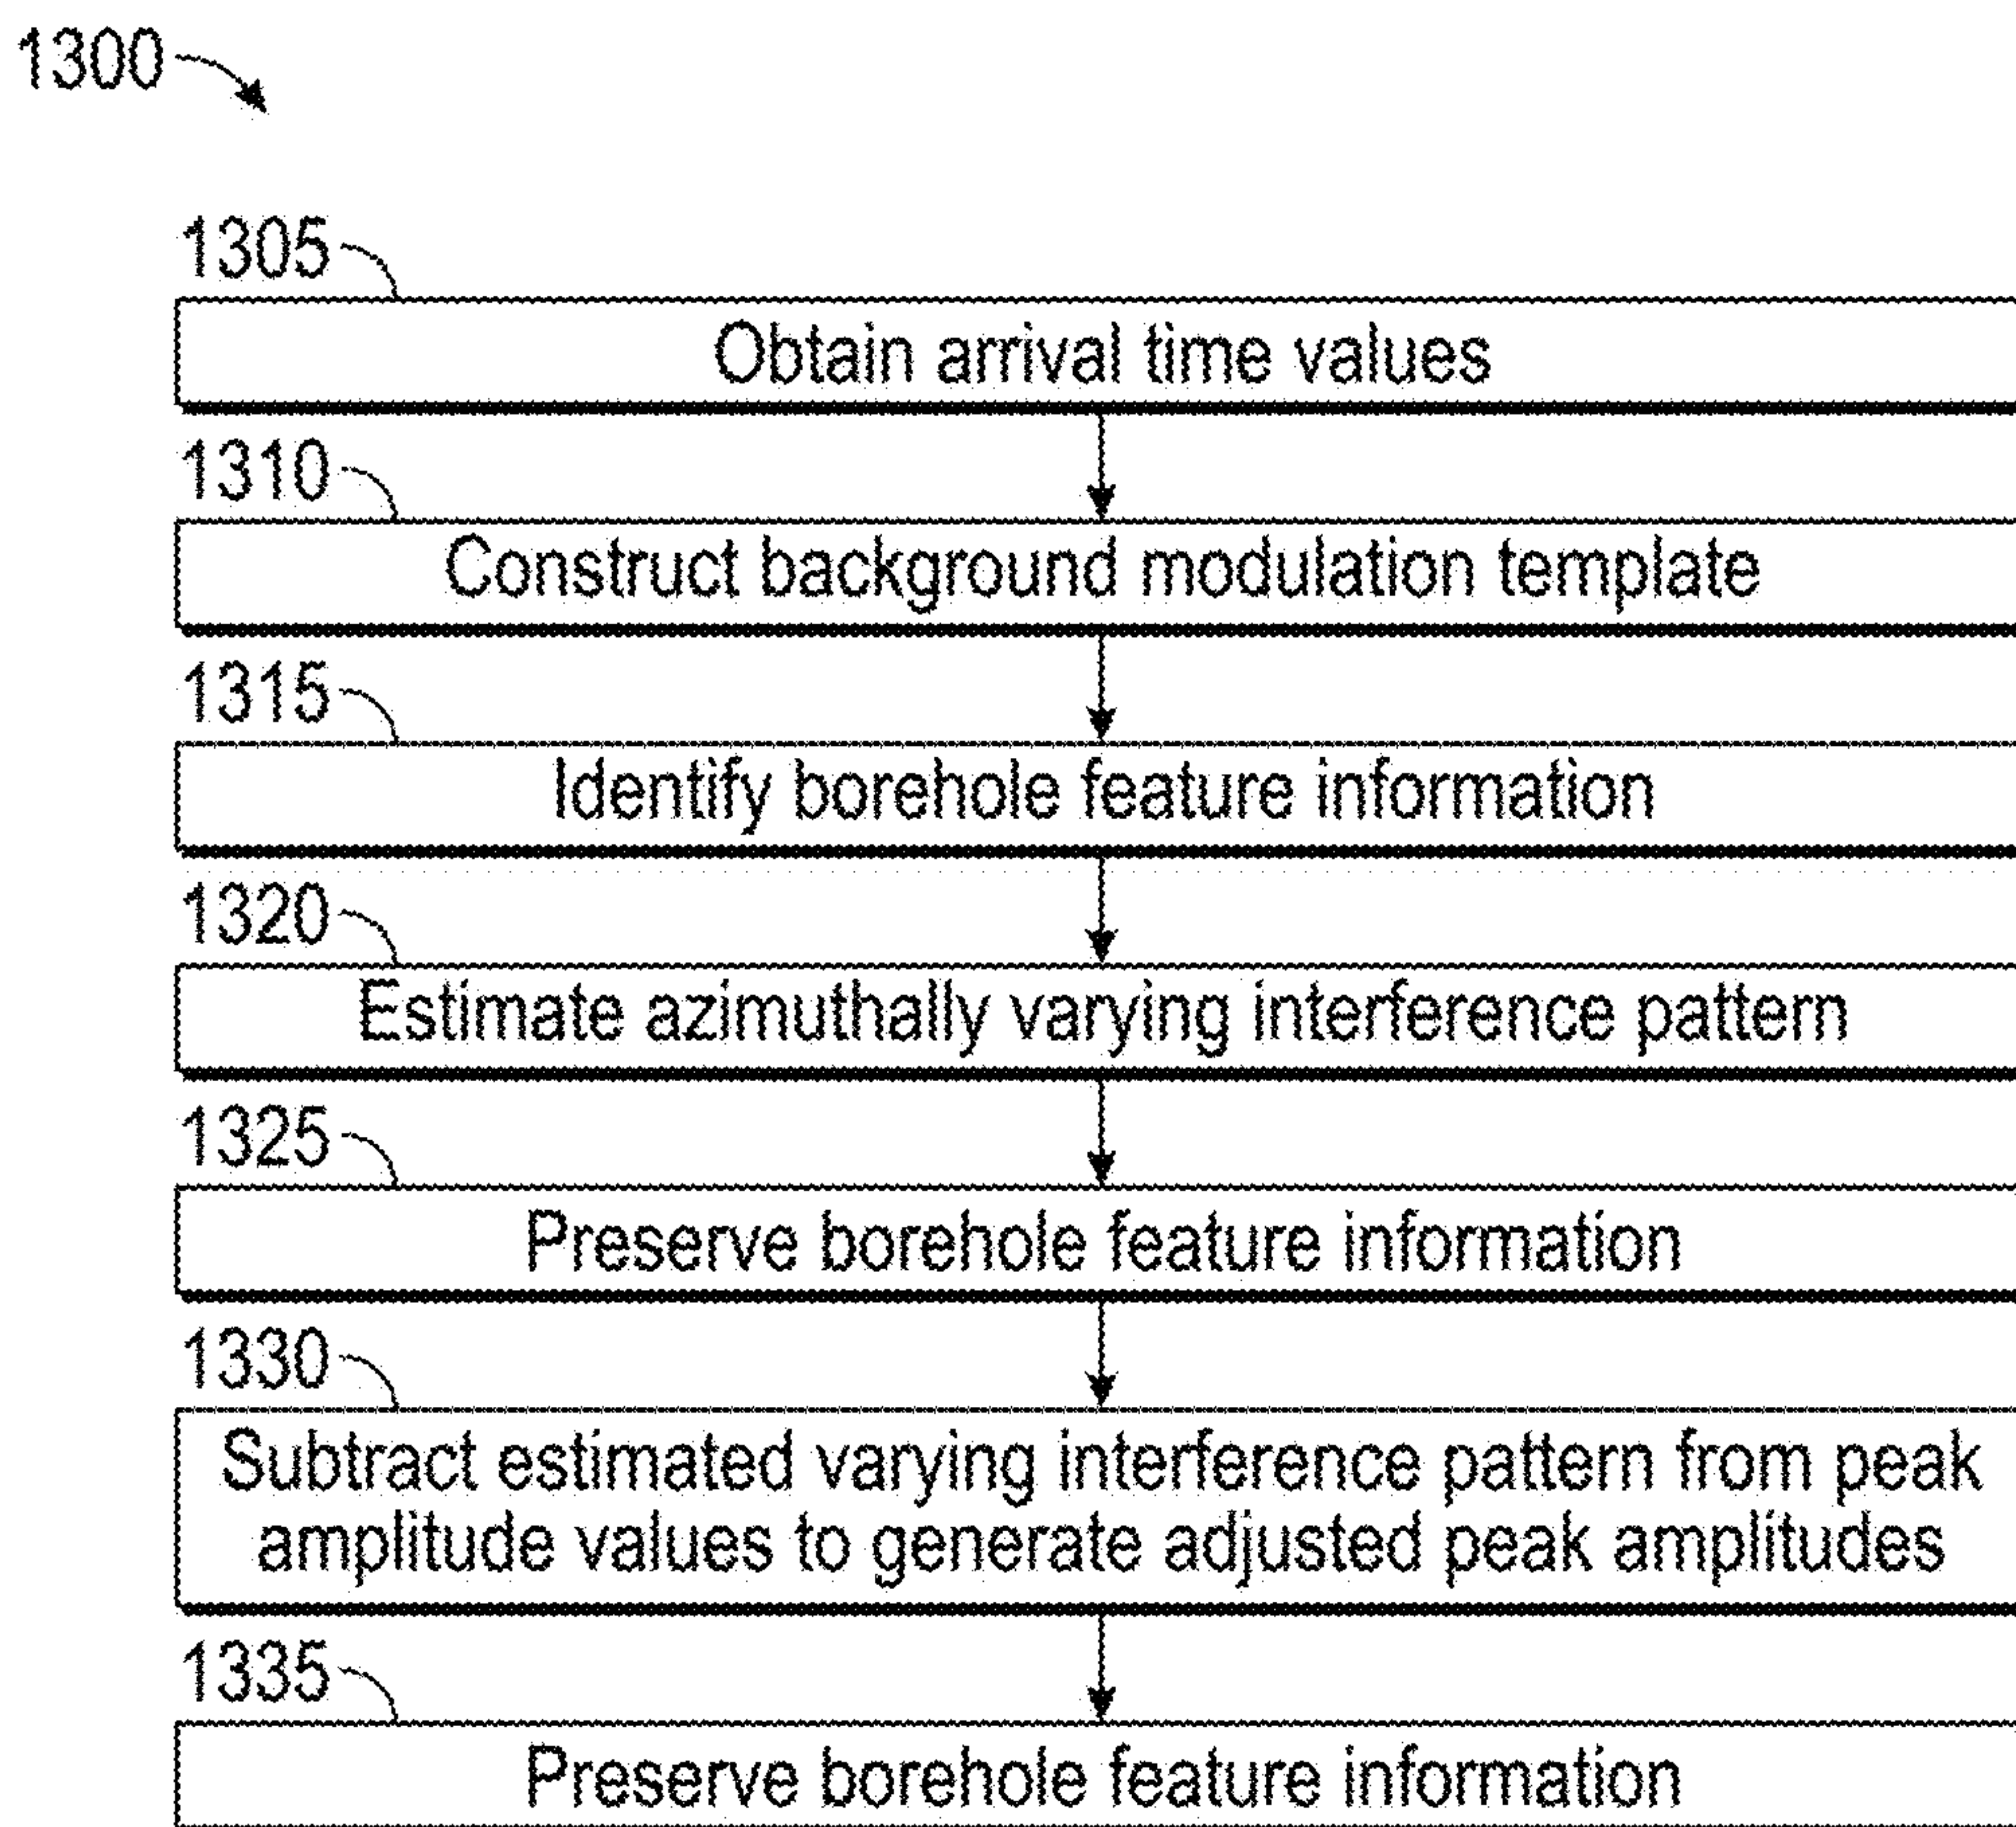 1300
1305
Obtain arrival time values
1310
Construct background modulation template
1315
Identify borehole feature information
1320
Estimate azimuthally varying interference pattern
1325
Preserve borehole feature information
1330
Subtract estimated varying interference pattern from peak
amplitude values to generate adjusted peak amplitudes
1335
Preserve borehole feature information